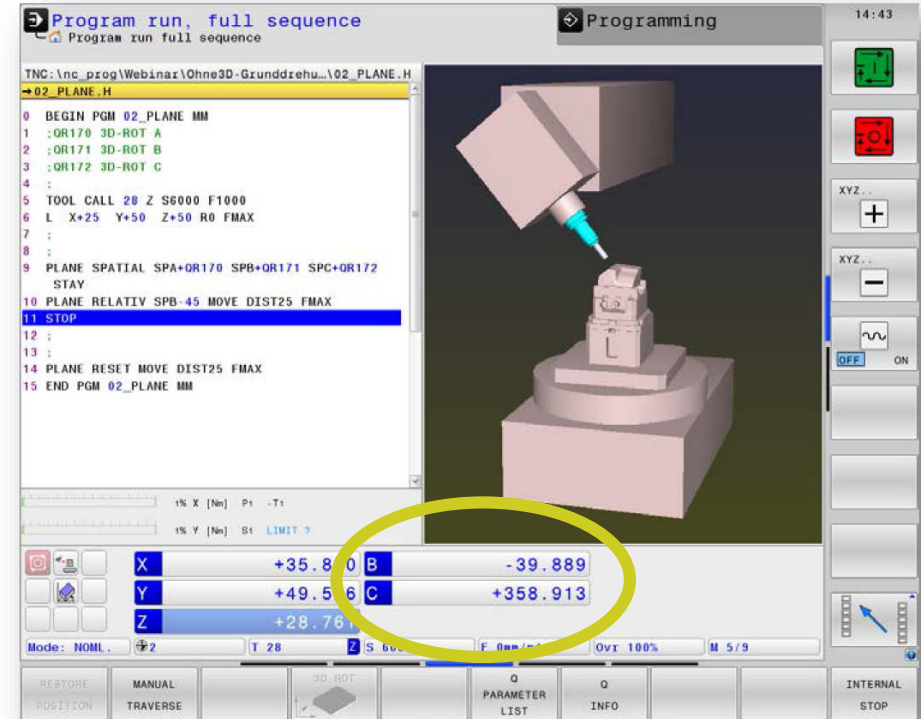 Program run, full sequence
Program run full sequence
Programming
14:43
TNC:\nc_prog\Webinar\Ohne3D-Grunddrehu…\02_PLANE.H
→02_PLANE.H
0 BEGIN PGM 02_PLANE MM
1 ;QR170 3D-ROT A
2 ;QR171 3D-ROT B
3 ;QR172 3D-ROT C
4 ;
5 TOOL CALL 28 Z S6000 F1000
6 L X+25 Y+50 Z+50 R0 FMAX
7 ;
8 ;
9 PLANE SPATIAL SPA+QR170 SPB+QR171 SPC+QR172
STAY
10 PLANE RELATIV SPB-45 MOVE DIST25 FMAX
11 STOP
12 ;
13 ;
14 PLANE RESET MOVE DIST25 FMAX
15 END PGM 02_PLANE MM
XYZ..
+
XYZ..
−
OFF ON
1% X [Nm] P1 -T1
1% Y [Nm] S1 LIMIT ?
X B -39.889
Y C +358.913
Z
Mode: NOML. 2 T 28 Z S Ovr 100% M 5/9
RESTORE POSITION
MANUAL TRAVERSE
3D ROT
Q PARAMETER LIST
Q INFO
INTERNAL STOP